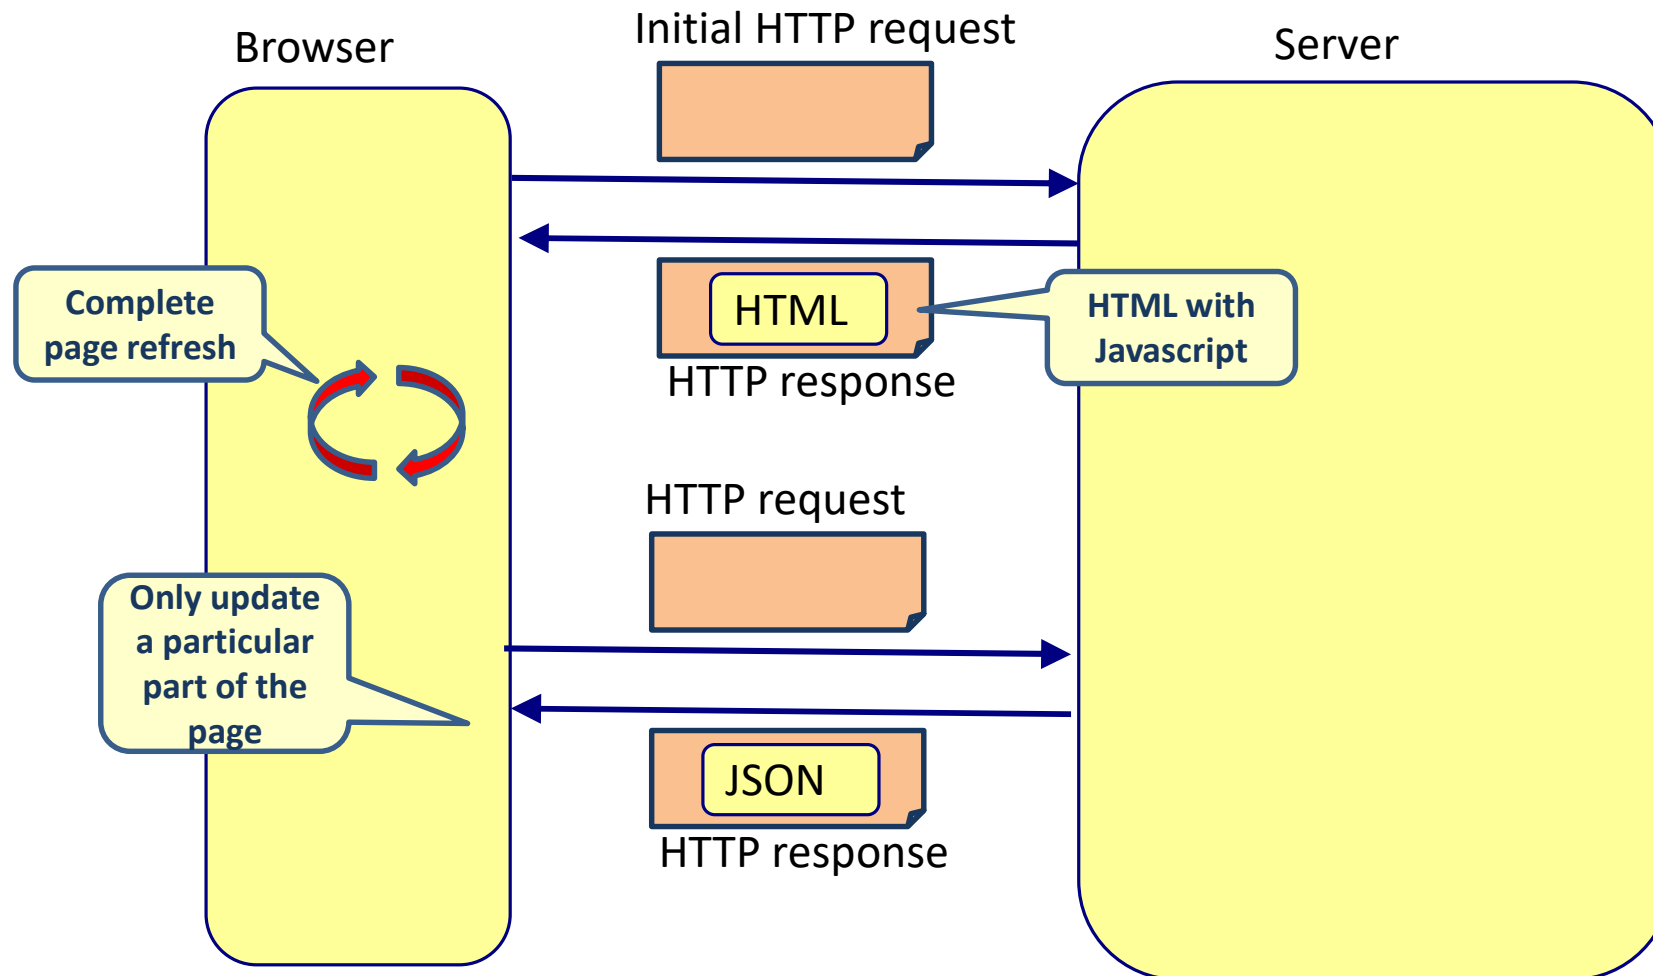 Initial HTTP request
Browser
Server
Complete
page refresh
HTML
HTML with
Javascript
HTTP response
HTTP request
Only update
a particular
part of the
page
JSON
HTTP response